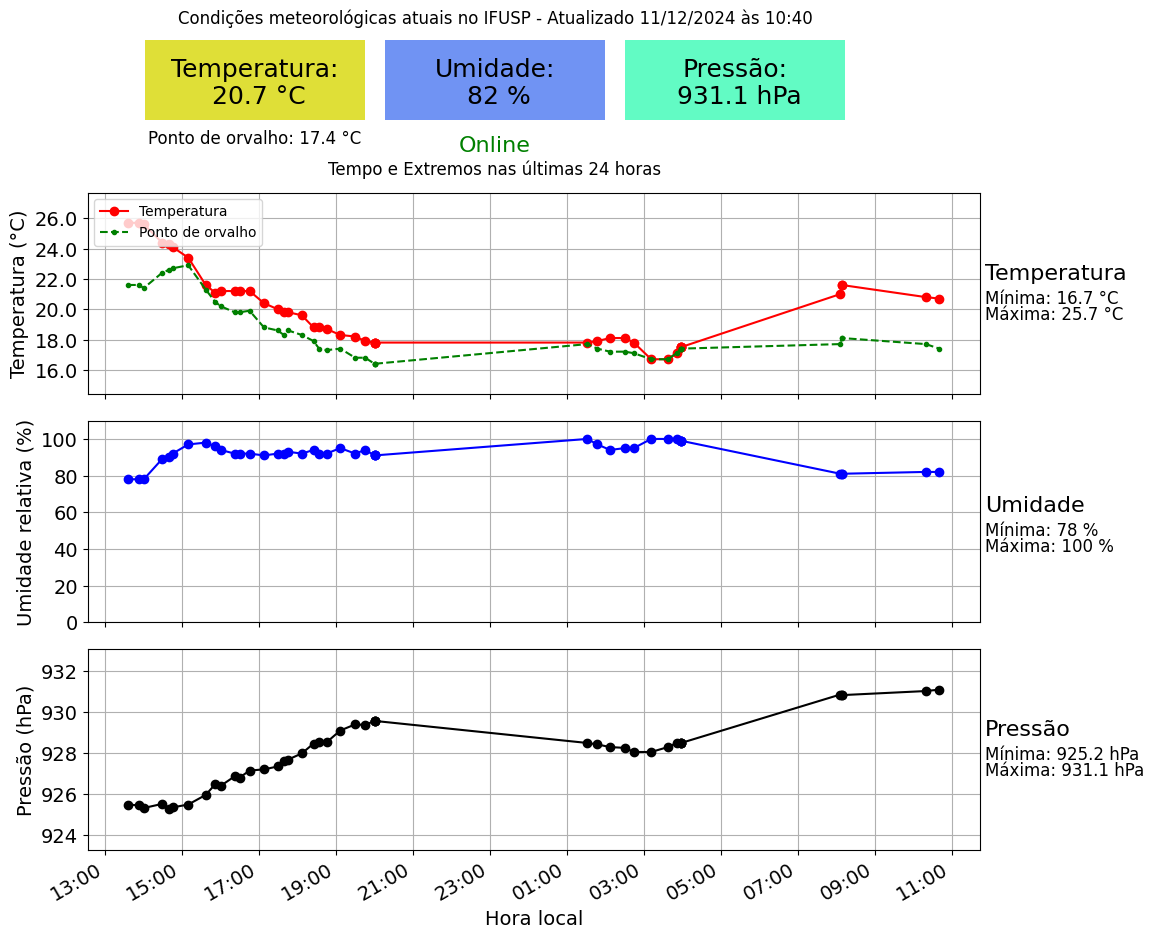 Condições meteorológicas atuais no IFUSP - Atualizado 11/12/2024 às 10:40
Temperatura:
20.7 °C
Umidade:
82 %
Pressão:
931.1 hPa
Ponto de orvalho: 17.4 °C
Online
Tempo e Extremos nas últimas 24 horas
Temperatura (°C)
26.0
24.0
22.0
20.0
18.0
16.0
Temperatura
Ponto de orvalho
Temperatura
Mínima: 16.7 °C
Máxima: 25.7 °C
Umidade relativa (%)
100
80
60
40
20
0
Umidade
Mínima: 78 %
Máxima: 100 %
Pressão (hPa)
932
930
928
926
924
Pressão
Mínima: 925.2 hPa
Máxima: 931.1 hPa
13:00
15:00
17:00
19:00
21:00
23:00
01:00
03:00
05:00
07:00
09:00
11:00
Hora local